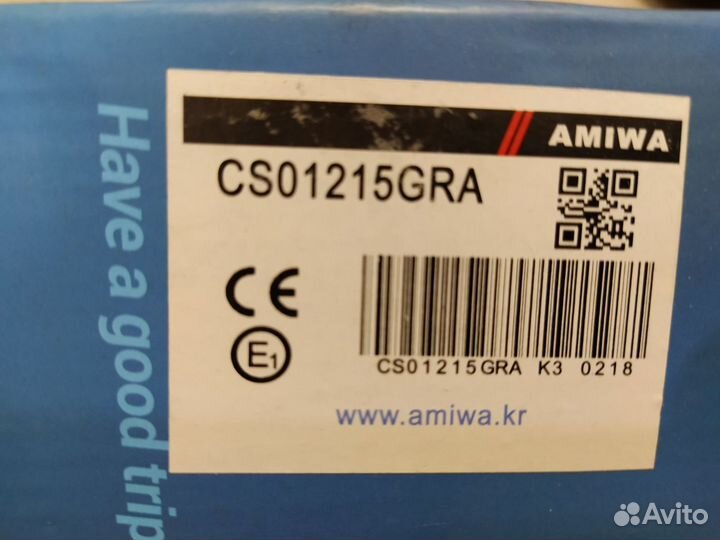 Have a good trip
AMIWA
CS01215GRA
CE
E1
CS01215GRA K3 0218
www.amiwa.kr
Avito